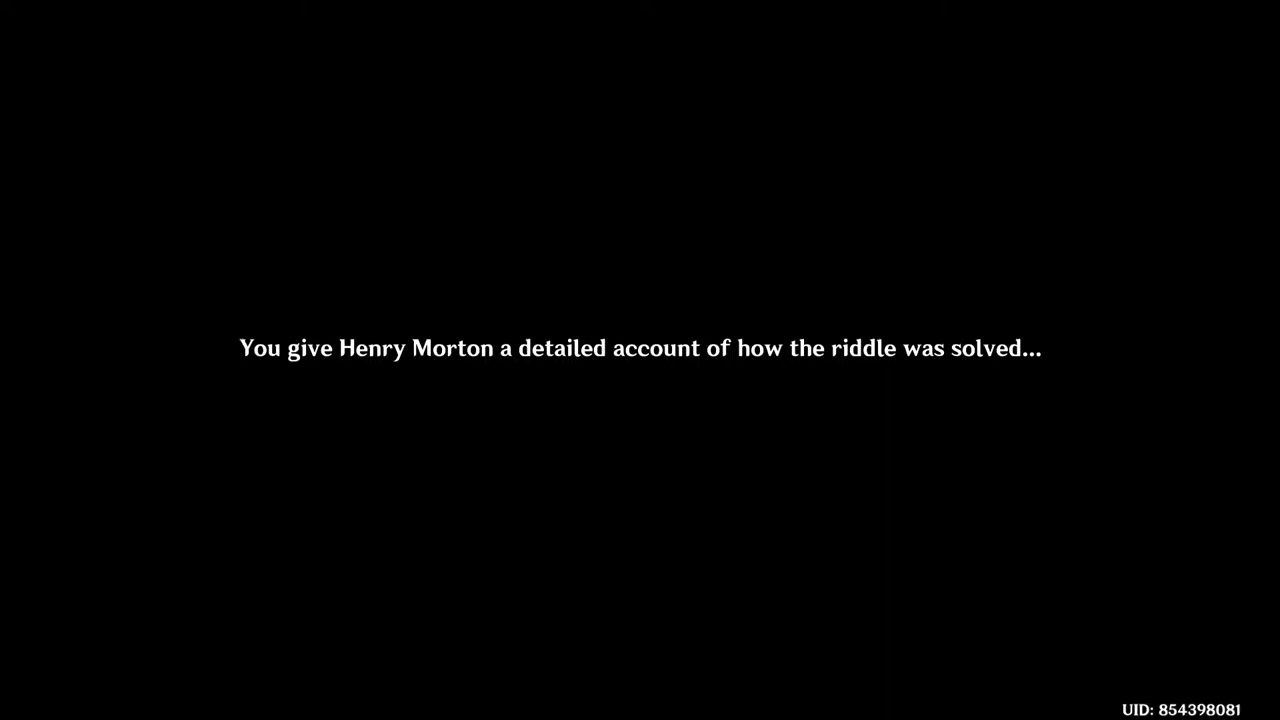 You give Henry Morton a detailed account of how the riddle was solved...
UID: 854398081